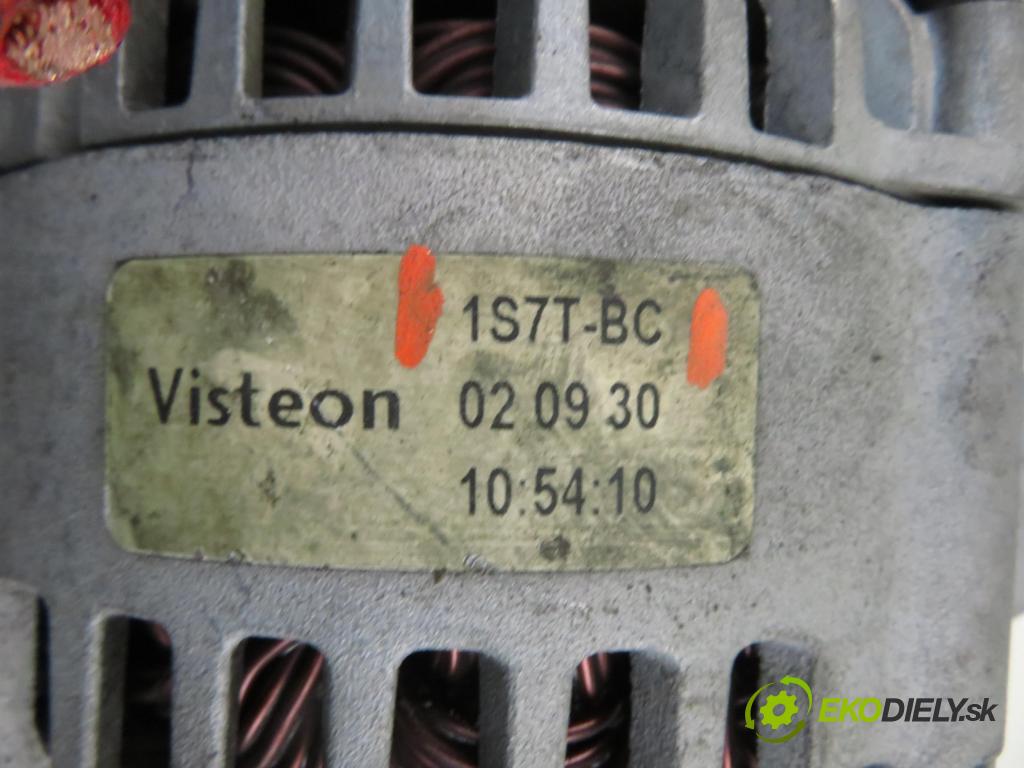 1S7T-BC
Visteon 02 09 30
10:54:10
EKODIELY.sk